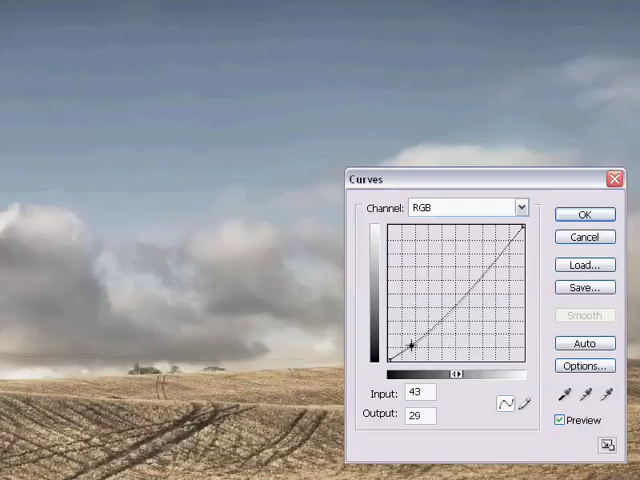 Curves
Channel: RGB
OK
Cancel
Load...
Save...
Smooth
Auto
Options...
Input: 43
Output: 29
Preview